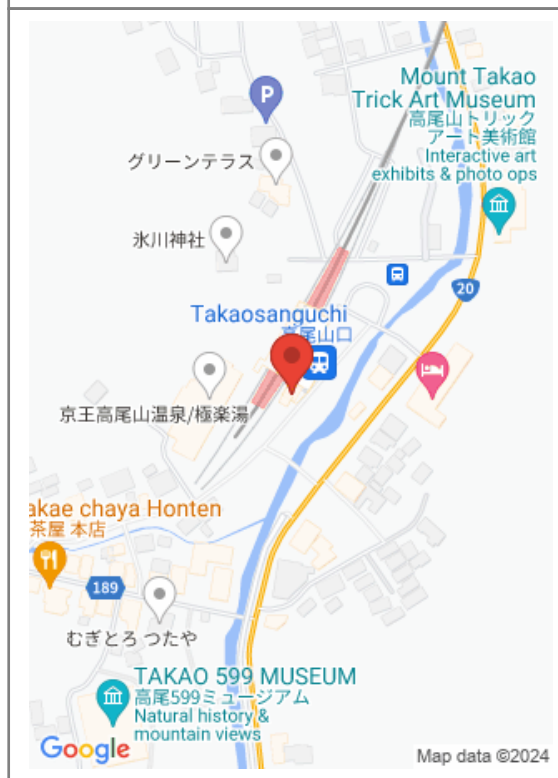 Mount Takao
Trick Art Museum
高尾山トリック
アート美術館
Interactive art
exhibits & photo ops
P
グリーンテラス
氷川神社
20
Takaosanguchi
高尾山口
京王高尾山温泉/極楽湯
akae chaya Honten
茶屋 本店
189
むぎとろ つたや
TAKAO 599 MUSEUM
高尾599ミュージアム
Natural history &
mountain views
Google
Map data ©2024